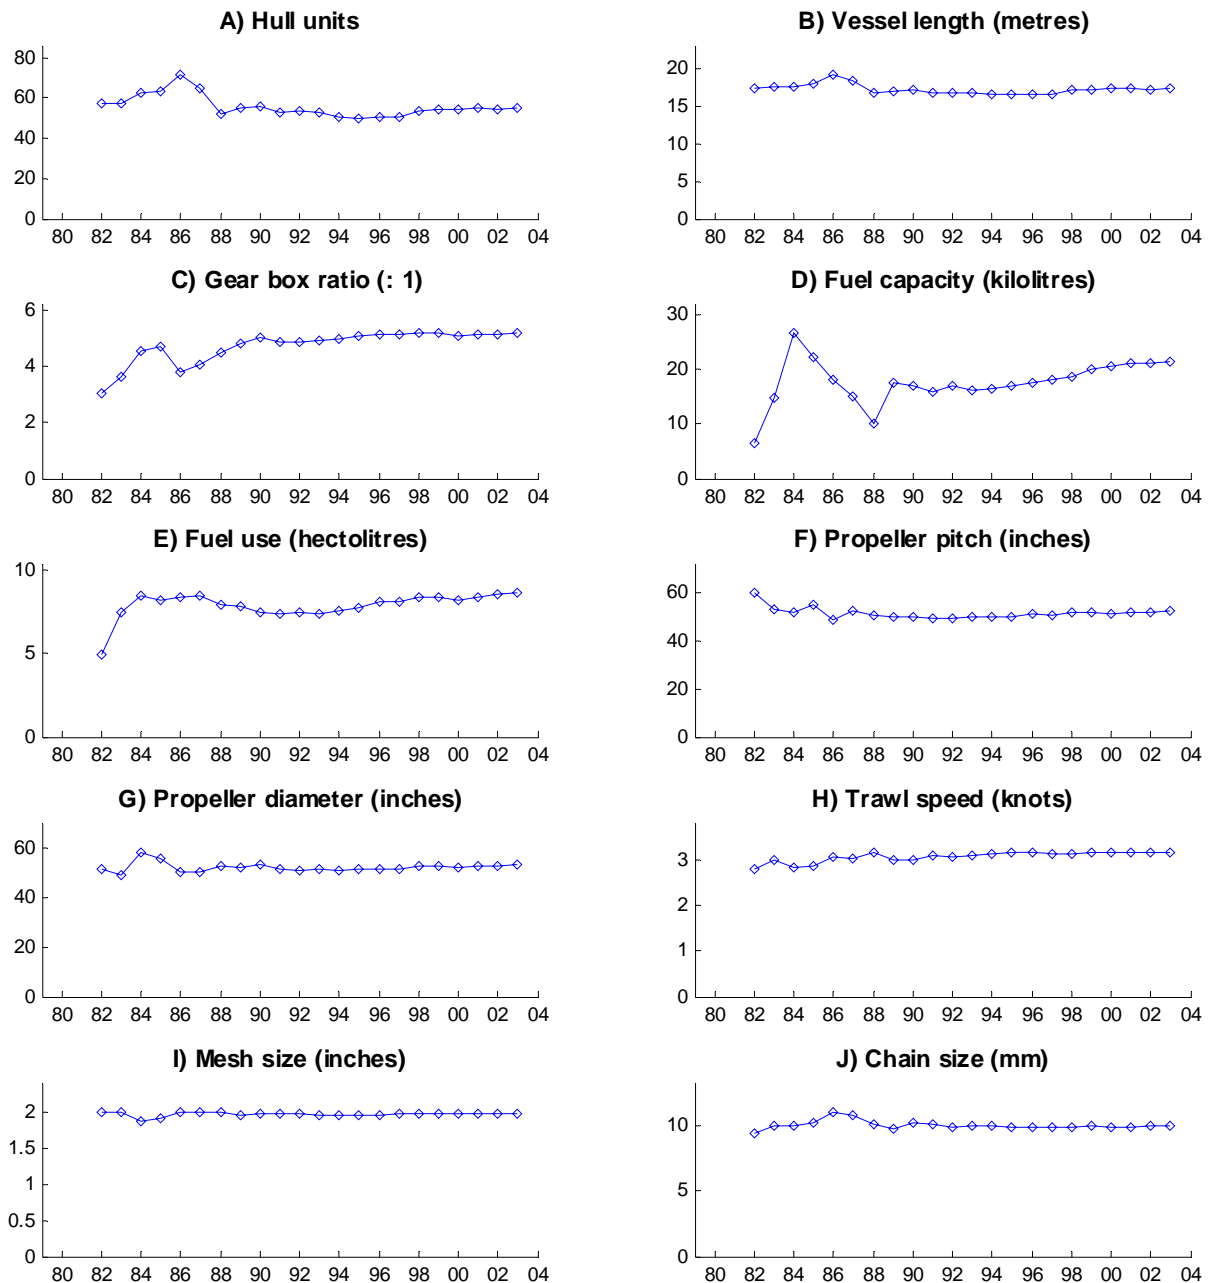 A) Hull units
80
60
40
20
0
80 82 84 86 88 90 92 94 96 98 00 02 04
B) Vessel length (metres)
20
15
10
5
0
80 82 84 86 88 90 92 94 96 98 00 02 04
C) Gear box ratio (: 1)
6
4
2
0
80 82 84 86 88 90 92 94 96 98 00 02 04
D) Fuel capacity (kilolitres)
30
20
10
0
80 82 84 86 88 90 92 94 96 98 00 02 04
E) Fuel use (hectolitres)
10
5
0
80 82 84 86 88 90 92 94 96 98 00 02 04
F) Propeller pitch (inches)
60
40
20
0
80 82 84 86 88 90 92 94 96 98 00 02 04
G) Propeller diameter (inches)
60
40
20
0
80 82 84 86 88 90 92 94 96 98 00 02 04
H) Trawl speed (knots)
3
2
1
0
80 82 84 86 88 90 92 94 96 98 00 02 04
I) Mesh size (inches)
2
1.5
1
0.5
0
80 82 84 86 88 90 92 94 96 98 00 02 04
J) Chain size (mm)
10
5
0
80 82 84 86 88 90 92 94 96 98 00 02 04